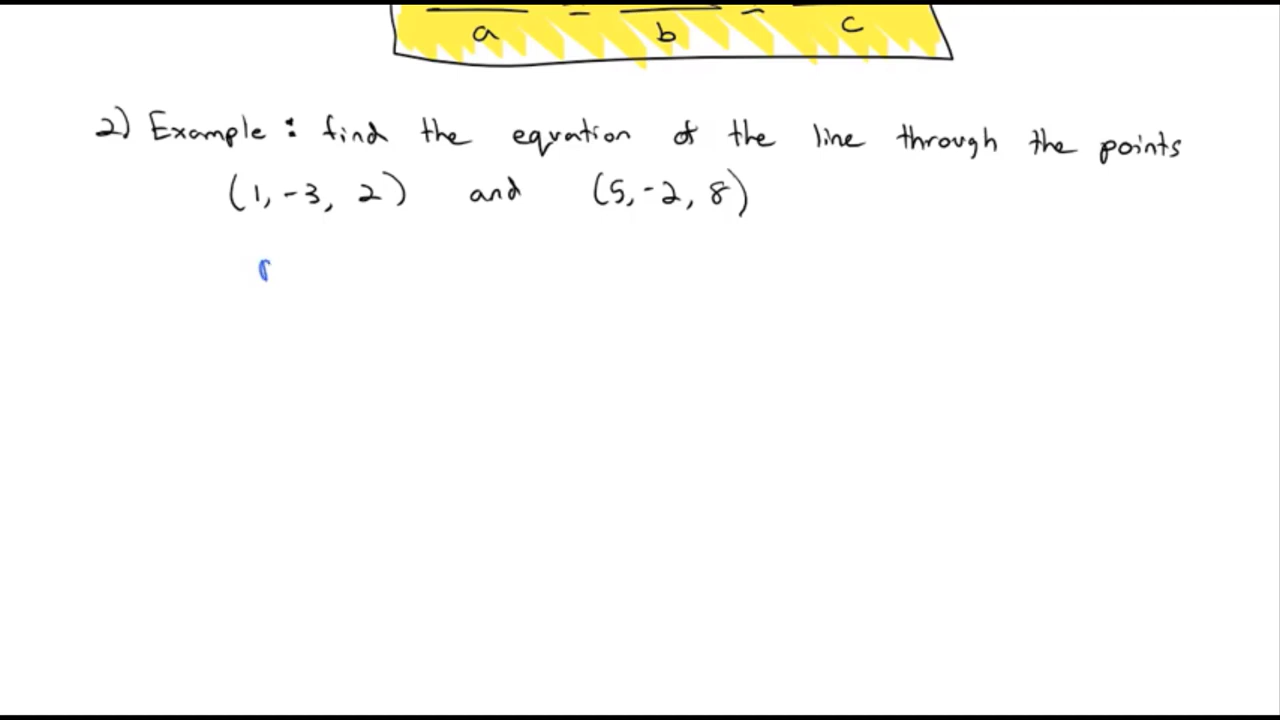 a = b = c
2) Example : find the equation of the line through the points
(1, -3, 2) and (5, -2, 8)